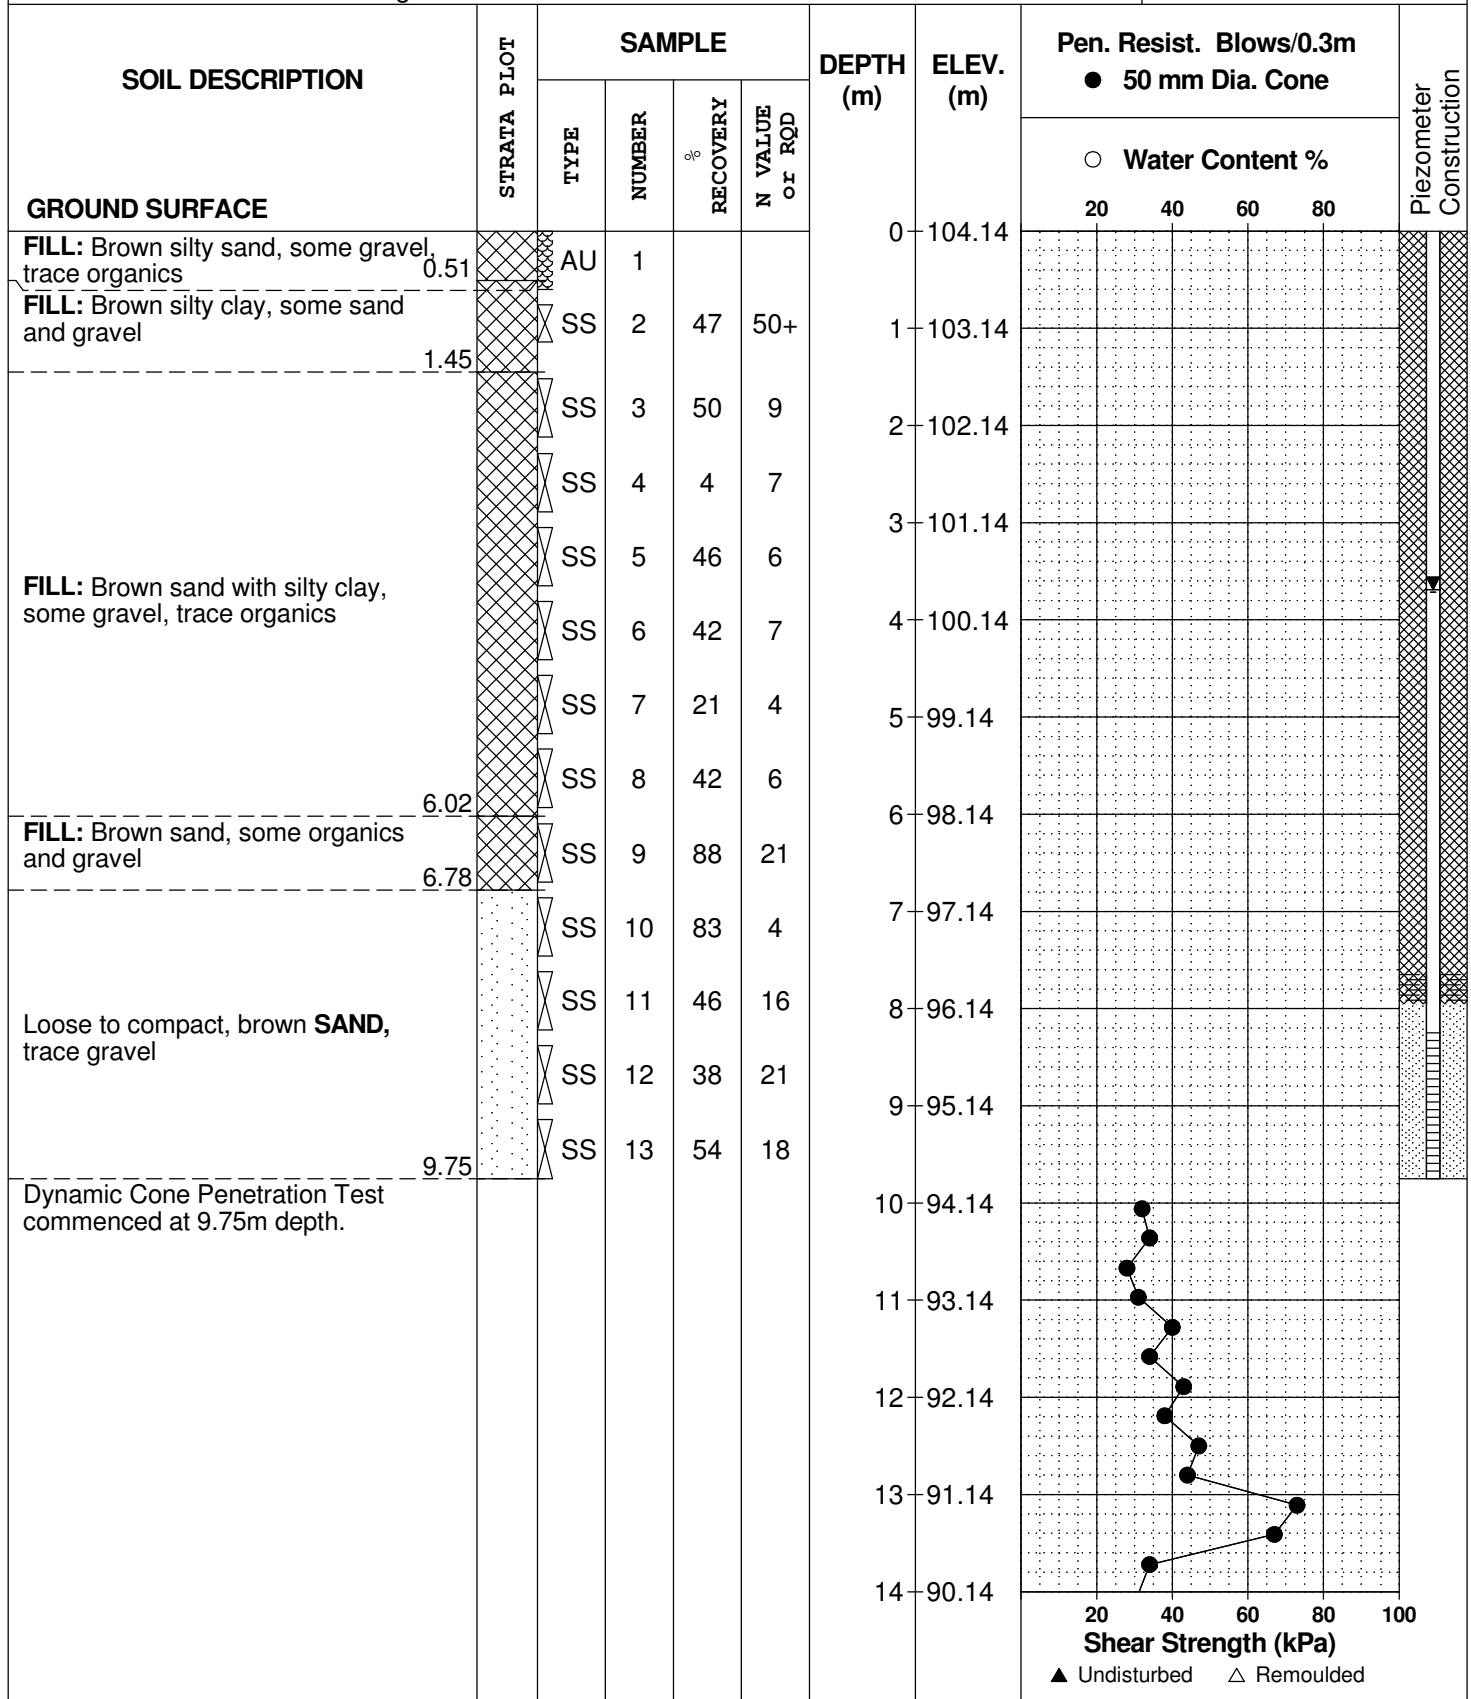 SOIL DESCRIPTION
GROUND SURFACE
STRATA PLOT
SAMPLE
TYPE
NUMBER
%
RECOVERY
N VALUE
or RQD
DEPTH
(m)
ELEV.
(m)
Pen. Resist. Blows/0.3m
● 50 mm Dia. Cone
○ Water Content %
20 40 60 80
Piezometer
Construction
FILL: Brown silty sand, some gravel,
trace organics 0.51
FILL: Brown silty clay, some sand
and gravel
1.45
FILL: Brown sand with silty clay,
some gravel, trace organics
6.02
FILL: Brown sand, some organics
and gravel
6.78
Loose to compact, brown SAND,
trace gravel
9.75
Dynamic Cone Penetration Test
commenced at 9.75m depth.
AU 1
SS 2 47 50+
SS 3 50 9
SS 4 4 7
SS 5 46 6
SS 6 42 7
SS 7 21 4
SS 8 42 6
SS 9 88 21
SS 10 83 4
SS 11 46 16
SS 12 38 21
SS 13 54 18
0 104.14
1 103.14
2 102.14
3 101.14
4 100.14
5 99.14
6 98.14
7 97.14
8 96.14
9 95.14
10 94.14
11 93.14
12 92.14
13 91.14
14 90.14
20 40 60 80 100
Shear Strength (kPa)
▲ Undisturbed △ Remoulded